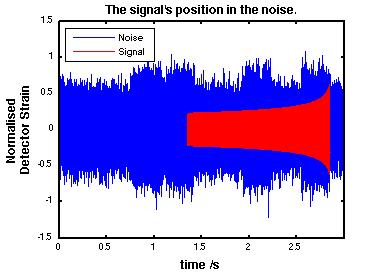 The signal's position in the noise.
Noise
Signal
Normalised
Detector Strain
1.5
1
0.5
0
-0.5
-1
-1.5
0
0.5
1
1.5
2
2.5
time /s